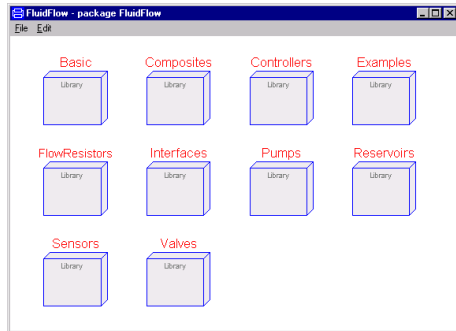 FluidFlow - package FluidFlow
File Edit
Basic Composites Controllers Examples
Library Library Library Library
FlowResistors Interfaces Pumps Reservoirs
Library Library Library Library
Sensors Valves
Library Library